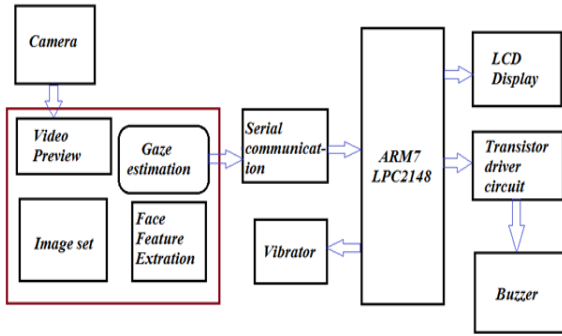 Camera
Video
Preview
Gaze
estimation
Image set
Face
Feature
Extration
Serial
communicat-
ion
Vibrator
ARM7
LPC2148
LCD
Display
Transistor
driver
circuit
Buzzer